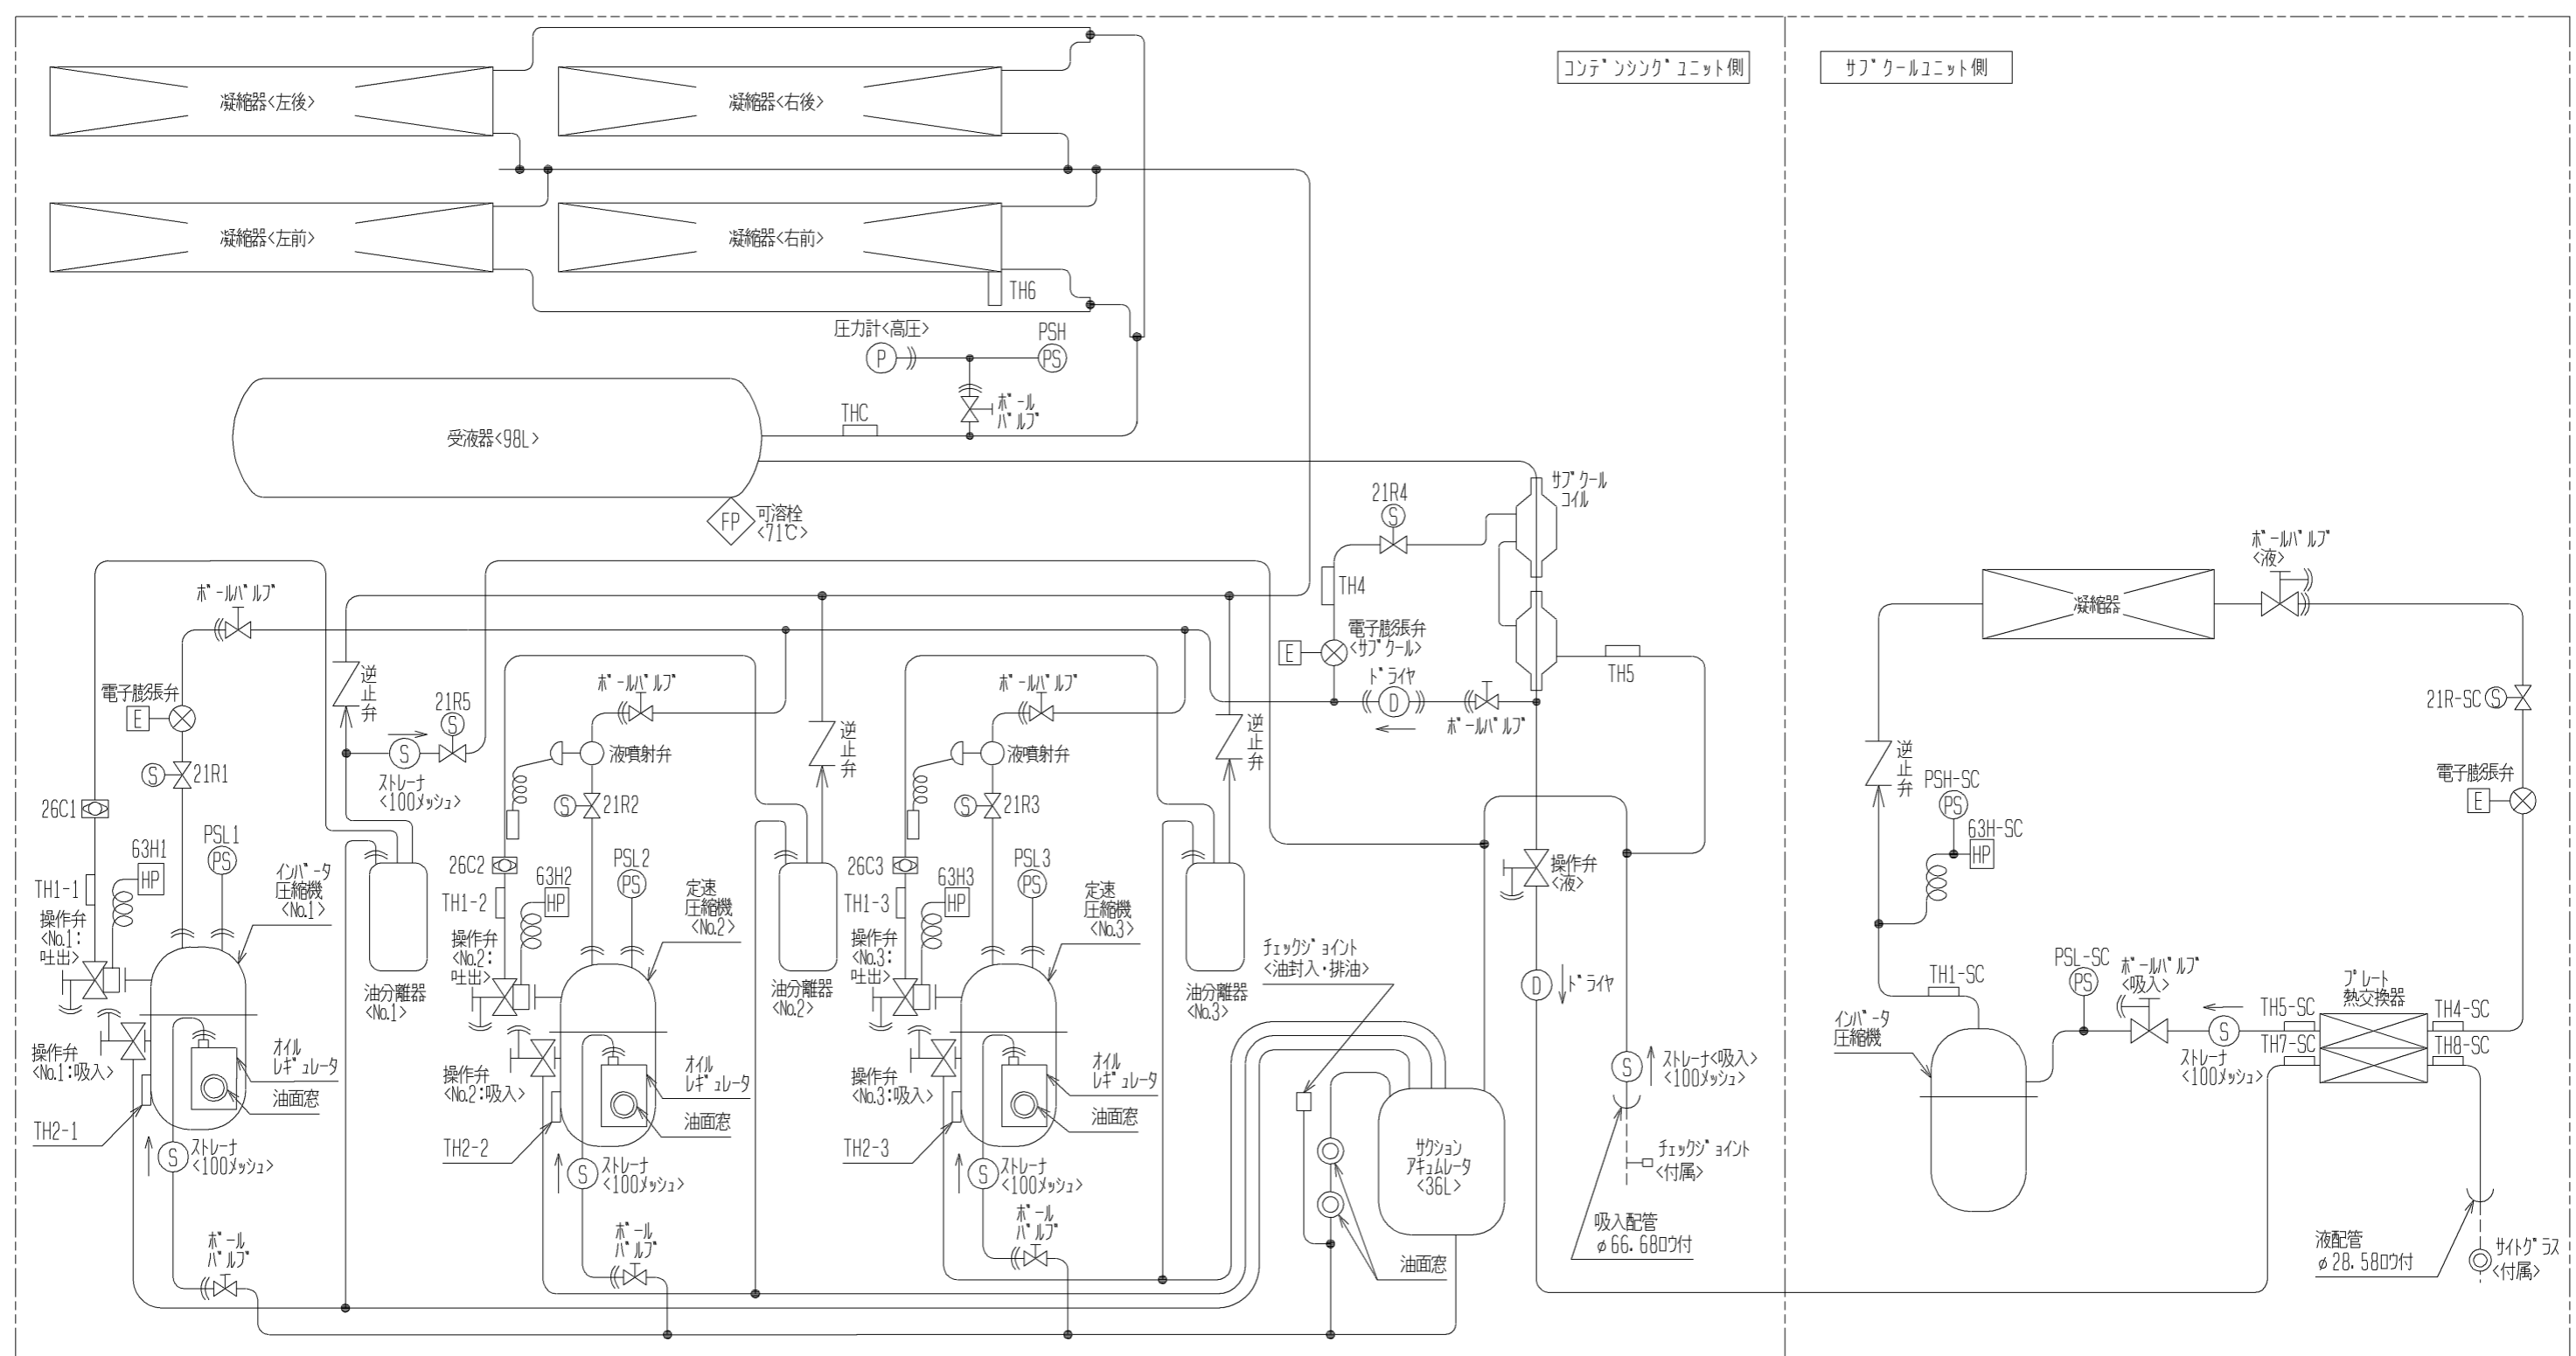 コンデンシングユニット側
サブクールユニット側
凝縮器<左後>
凝縮器<右後>
凝縮器<左前>
凝縮器<右前>
TH6
圧力計<高圧>
P
PSH
PS
ボール
バルブ
THC
受液器<98L>
FP
可溶栓
<71℃>
サブクール
コイル
21R4
S
TH4
電子膨張弁
<サブクール>
E
ドライヤ
D
ボールバルブ
TH5
ボールバルブ
電子膨張弁
E
S
21R1
26C1
TH1-1
63H1
HP
PSL1
PS
操作弁
<No.1:
吐出>
インバータ
圧縮機
<No.1>
操作弁
<No.1:吸入>
TH2-1
オイル
レギュレータ
油面窓
S
ストレーナ
<100メッシュ>
ボール
バルブ
逆止弁
21R5
S
S
ストレーナ
<100メッシュ>
油分離器
<No.1>
ボールバルブ
液噴射弁
S
21R2
26C2
TH1-2
63H2
HP
PSL2
PS
操作弁
<No.2:
吐出>
定速
圧縮機
<No.2>
操作弁
<No.2:吸入>
TH2-2
オイル
レギュレータ
油面窓
S
ストレーナ
<100メッシュ>
ボール
バルブ
逆止弁
油分離器
<No.2>
ボールバルブ
液噴射弁
S
21R3
26C3
TH1-3
63H3
HP
PSL3
PS
操作弁
<No.3:
吐出>
定速
圧縮機
<No.3>
操作弁
<No.3:吸入>
TH2-3
オイル
レギュレータ
油面窓
S
ストレーナ
<100メッシュ>
ボール
バルブ
逆止弁
油分離器
<No.3>
チェックジョイント
<油封入・排油>
サクション
アキュムレータ
<36L>
油面窓
操作弁
<液>
D
ドライヤ
S
ストレーナ<吸入>
<100メッシュ>
チェックジョイント
<付属>
吸入配管
φ66.68ロウ付
凝縮器
ボールバルブ
<液>
21R-SC
S
電子膨張弁
E
逆止弁
PSH-SC
PS
63H-SC
HP
TH1-SC
インバータ
圧縮機
PSL-SC
PS
ボールバルブ
<吸入>
S
ストレーナ
<100メッシュ>
プレート
熱交換器
TH5-SC
TH7-SC
TH4-SC
TH8-SC
液配管
φ28.58ロウ付
サイトグラス
<付属>